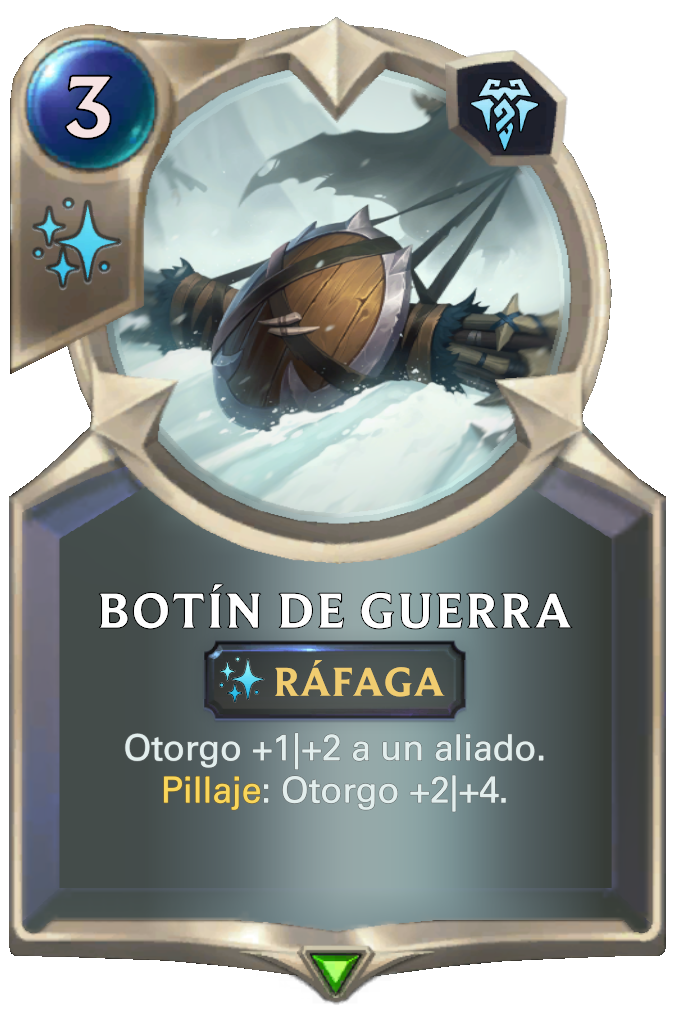 3
BOTÍN DE GUERRA
RÁFAGA
Otorgo +1|+2 a un aliado.
Pillaje: Otorgo +2|+4.